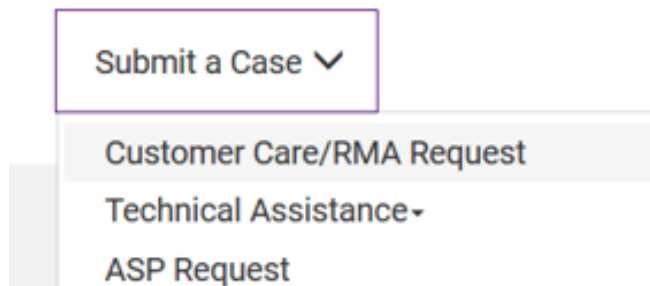 Submit a Case
Customer Care/RMA Request
Technical Assistance
ASP Request